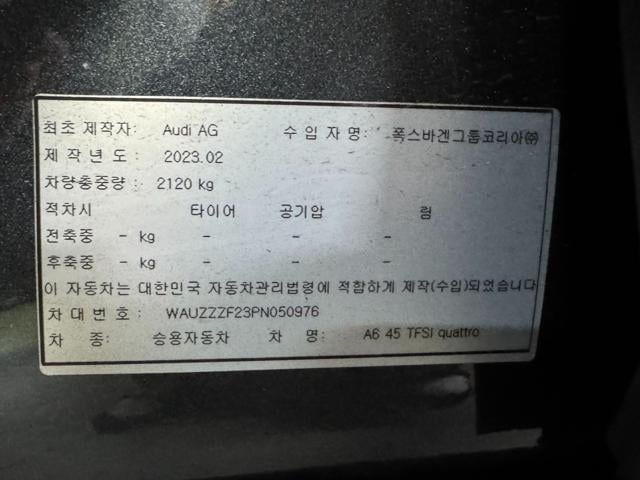 최초 제작자: Audi AG 수 입 자 명: 폭스바겐그룹코리아㈜
제 작 년 도 : 2023.02
차량총중량: 2120 kg
적차시 타이어 공기압 림
전축중 - kg - - -
후축중 - kg - - -
이 자동차는 대한민국 자동차관리법령에 적합하게 제작(수입)되었습니다
차 대 번 호 : WAUZZZF23PN050976
차 종: 승용자동차 차 명: A6 45 TFSI quattro